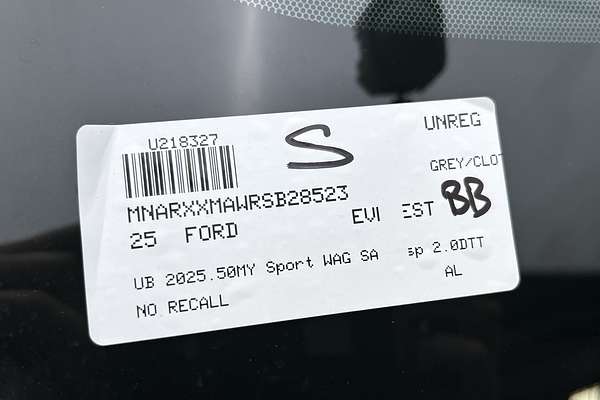 U218327
S
UNREG
GREY/CLOT
MNARXXMAWRSB28523
BB
25 FORD EVI EST
UB 2025.50MY Sport WAG SA sp 2.0DTT
NO RECALL AL